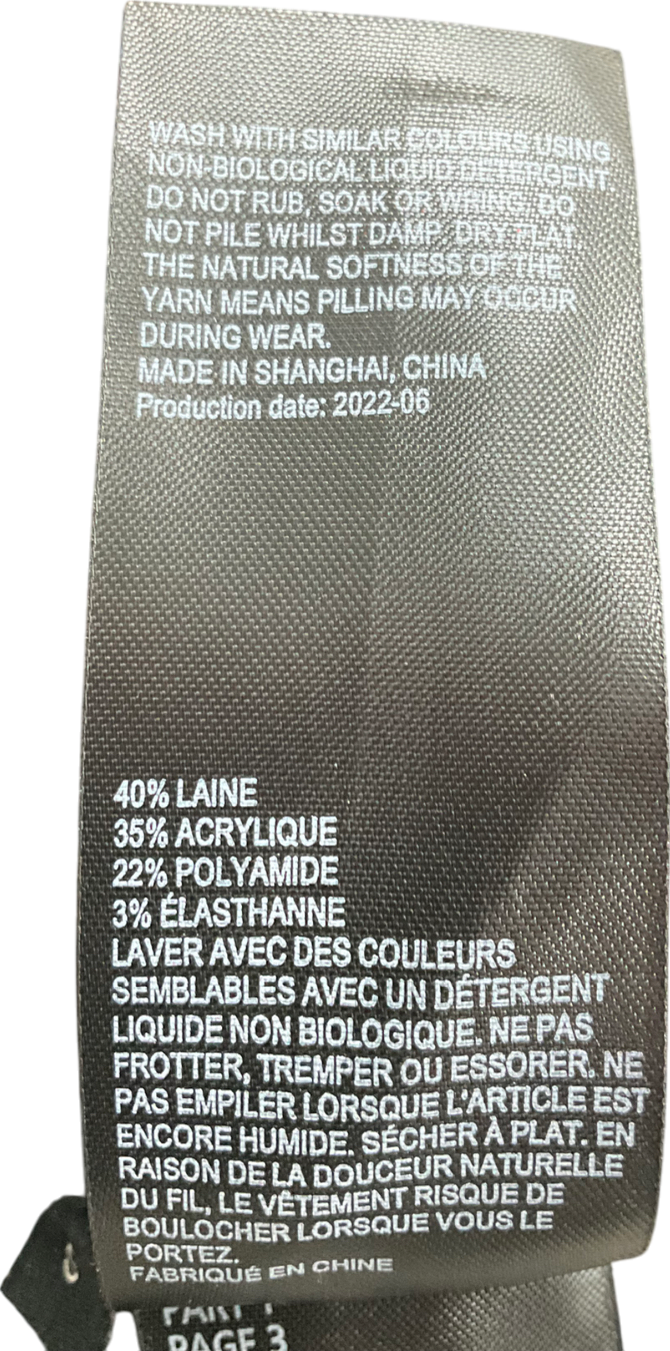 WASH WITH SIMILAR COLOURS USING
NON-BIOLOGICAL LIQUID DETERGENT.
DO NOT RUB, SOAK OR WRING. DO
NOT PILE WHILST DAMP. DRY FLAT.
THE NATURAL SOFTNESS OF THE
YARN MEANS PILLING MAY OCCUR
DURING WEAR.
MADE IN SHANGHAI, CHINA
Production date: 2022-06
40% LAINE
35% ACRYLIQUE
22% POLYAMIDE
3% ÉLASTHANNE
LAVER AVEC DES COULEURS
SEMBLABLES AVEC UN DÉTERGENT
LIQUIDE NON BIOLOGIQUE. NE PAS
FROTTER, TREMPER OU ESSORER. NE
PAS EMPILER LORSQUE L'ARTICLE EST
ENCORE HUMIDE. SÉCHER À PLAT. EN
RAISON DE LA DOUCEUR NATURELLE
DU FIL, LE VÊTEMENT RISQUE DE
BOULOCHER LORSQUE VOUS LE
PORTEZ.
FABRIQUÉ EN CHINE
PART 1
PAGE 3